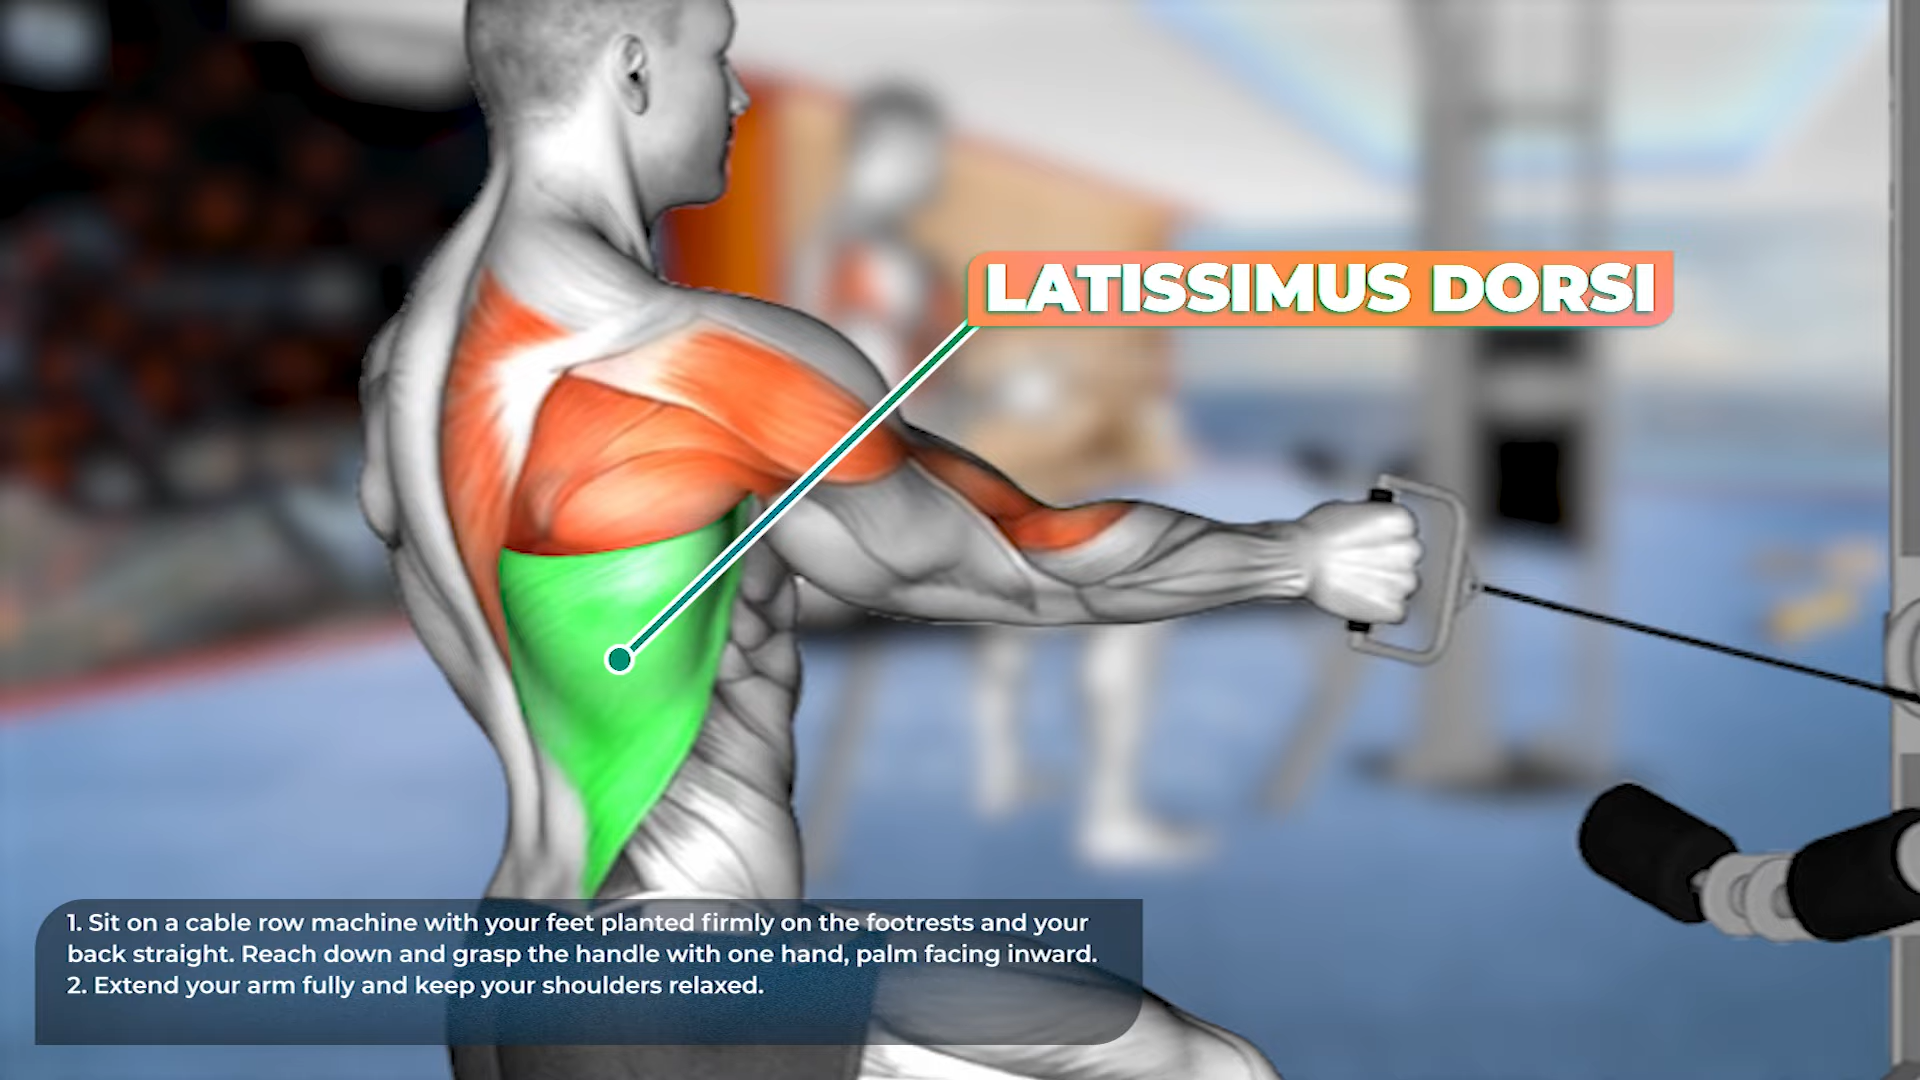 LATISSIMUS DORSI
1. Sit on a cable row machine with your feet planted firmly on the footrests and your
back straight. Reach down and grasp the handle with one hand, palm facing inward.
2. Extend your arm fully and keep your shoulders relaxed.